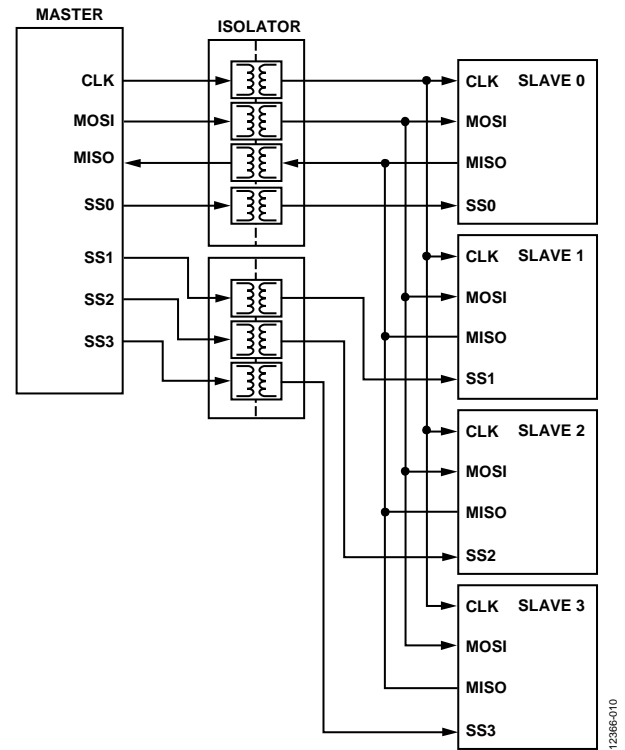 MASTER
ISOLATOR
CLK
MOSI
MISO
SS0
SS1
SS2
SS3
CLK SLAVE 0
MOSI
MISO
SS0
CLK SLAVE 1
MOSI
MISO
SS1
CLK SLAVE 2
MOSI
MISO
SS2
CLK SLAVE 3
MOSI
MISO
SS3
12366-010